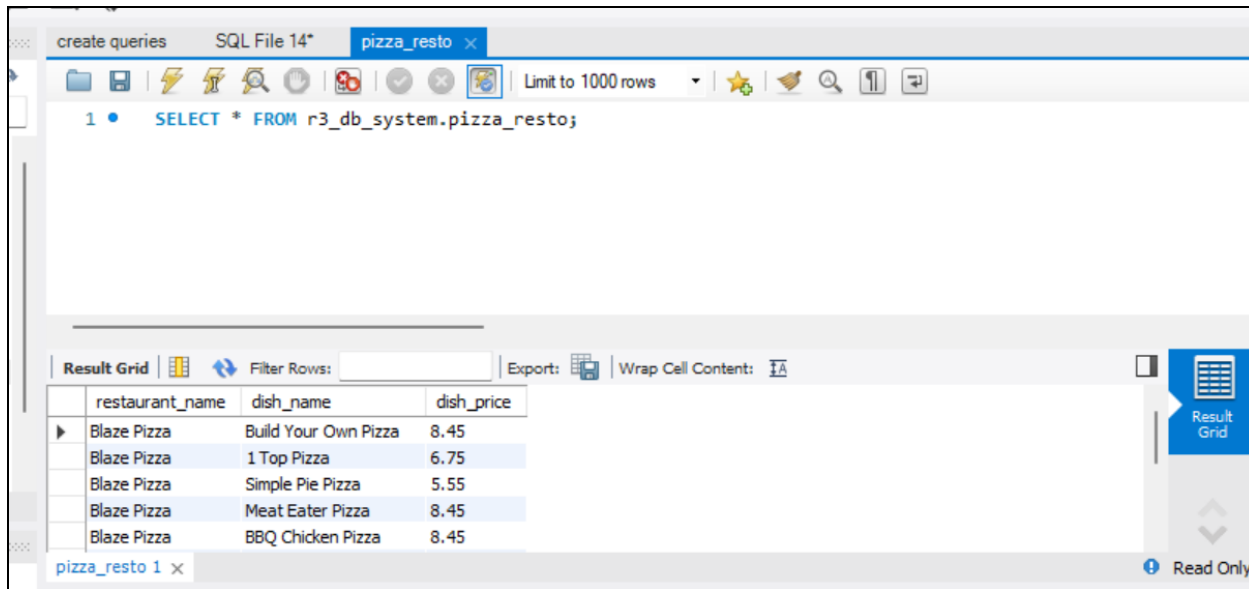 create queries SQL File 14* pizza_resto
Limit to 1000 rows
1 SELECT * FROM r3_db_system.pizza_resto;
Result Grid Filter Rows: Export: Wrap Cell Content:
restaurant_name dish_name dish_price
Blaze Pizza Build Your Own Pizza 8.45
Blaze Pizza 1 Top Pizza 6.75
Blaze Pizza Simple Pie Pizza 5.55
Blaze Pizza Meat Eater Pizza 8.45
Blaze Pizza BBQ Chicken Pizza 8.45
Result
Grid
pizza_resto 1 Read Only